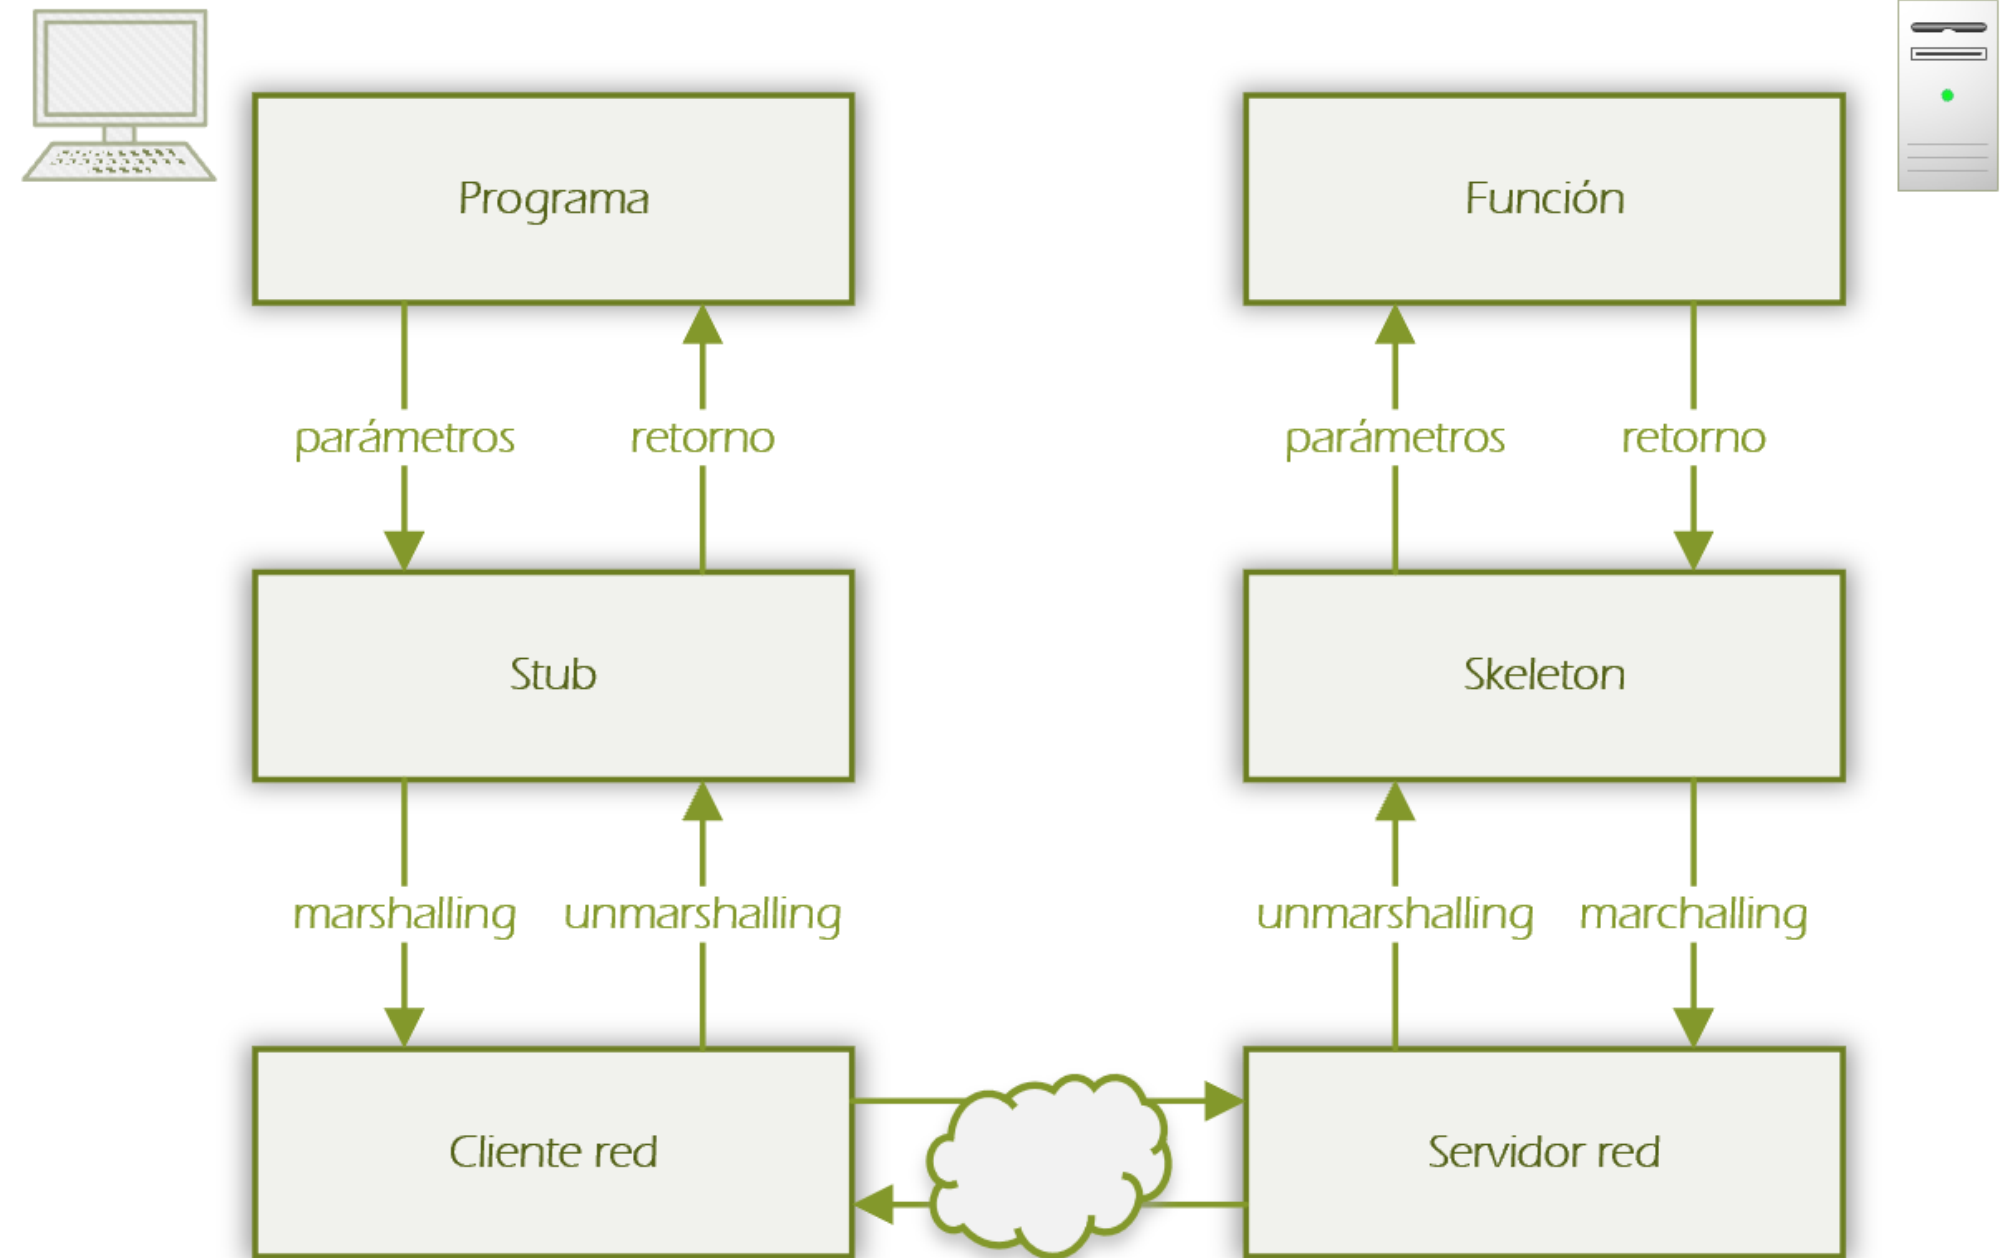 Programa
Función
parámetros
retorno
parámetros
retorno
Stub
Skeleton
marshalling
unmarshalling
unmarshalling
marchalling
Cliente red
Servidor red